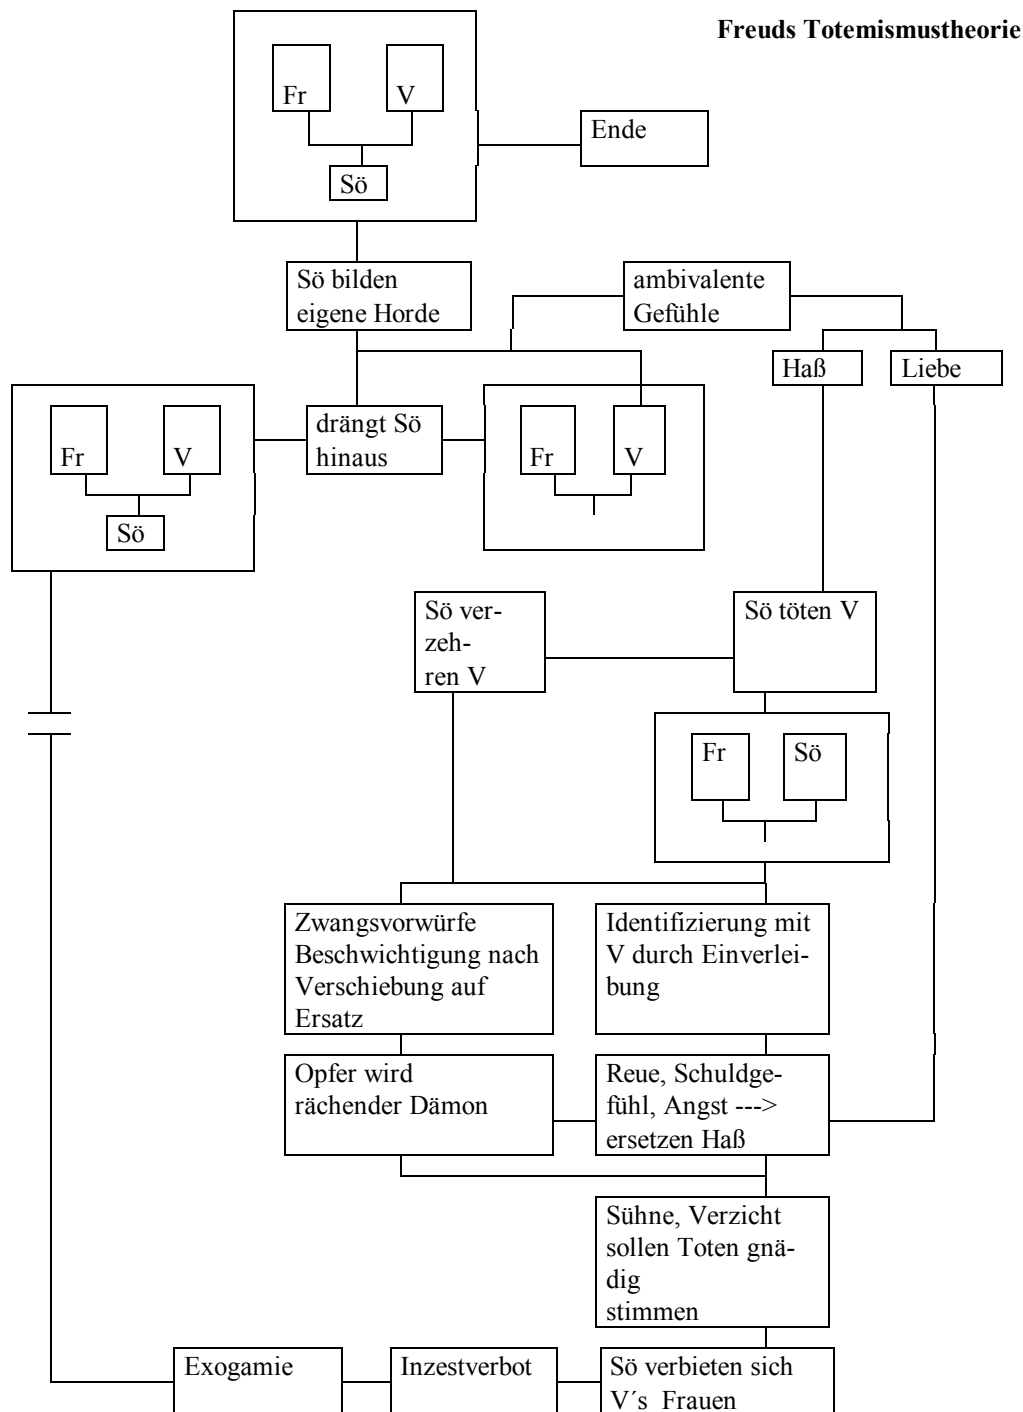 Freuds Totemismustheorie
Fr
V
Sö
Ende
Sö bilden
eigene Horde
ambivalente
Gefühle
Haß
Liebe
Fr
V
Sö
drängt Sö
hinaus
Fr
V
Sö ver-
zeh-
ren V
Sö töten V
Fr
Sö
Zwangsvorwürfe
Beschwichtigung nach
Verschiebung auf
Ersatz
Identifizierung mit
V durch Einverlei-
bung
Opfer wird
rächender Dämon
Reue, Schuldge-
fühl, Angst --->
ersetzen Haß
Sühne, Verzicht
sollen Toten gnä-
dig
stimmen
Exogamie
Inzestverbot
Sö verbieten sich
V´s Frauen